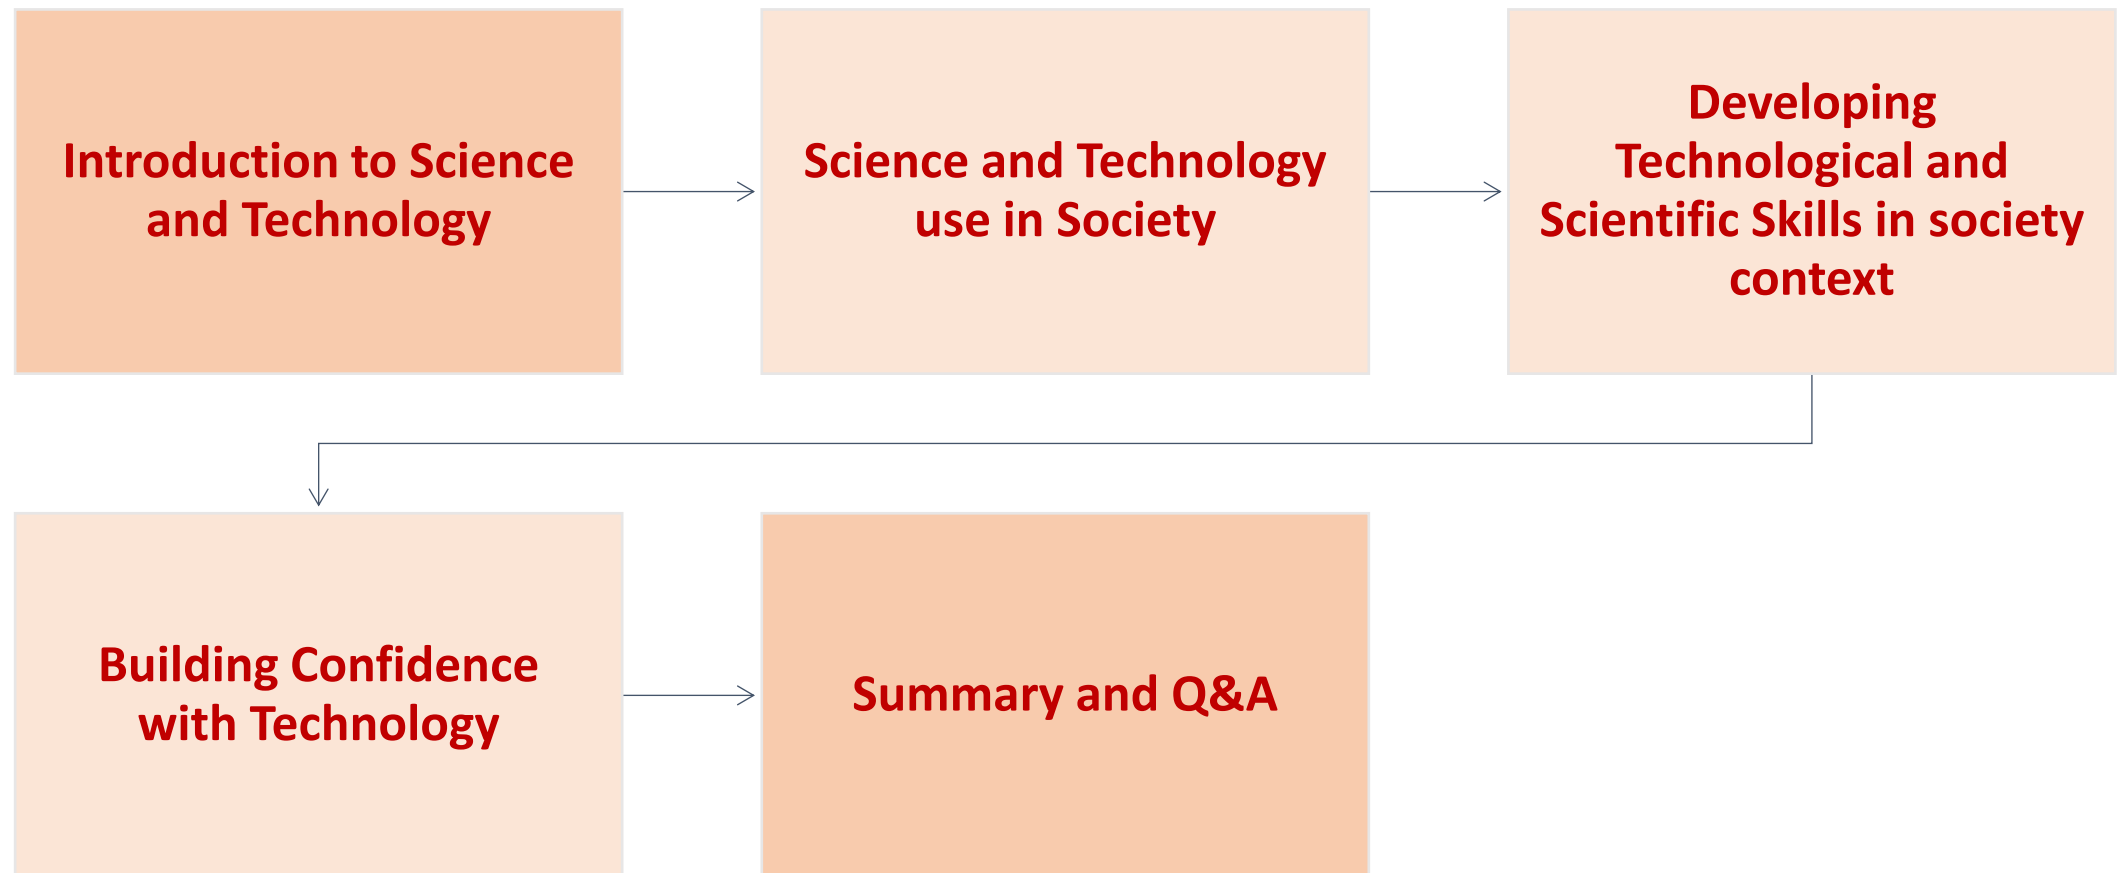 Introduction to Science
and Technology
Science and Technology
use in Society
Developing
Technological and
Scientific Skills in society
context
Building Confidence
with Technology
Summary and Q&A